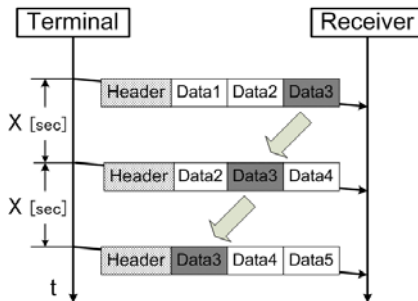 Terminal
Receiver
Header Data1 Data2 Data3
X [sec]
Header Data2 Data3 Data4
X [sec]
Header Data3 Data4 Data5
t